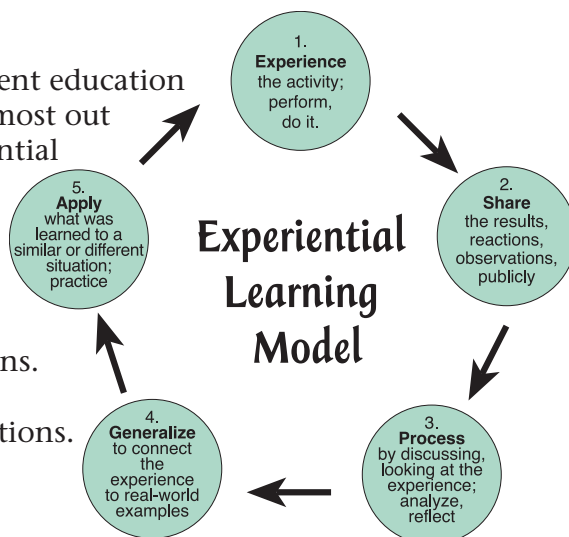 ent education
most out
ntial
ns.
tions.
1.
Experience
the activity;
perform,
do it.
2.
Share
the results,
reactions,
observations,
publicly
3.
Process
by discussing,
looking at the
experience;
analyze,
reflect
4.
Generalize
to connect
the
experience
to real-world
examples
5.
Apply
what was
learned to a
similar or different
situation;
practice
Experiential
Learning
Model